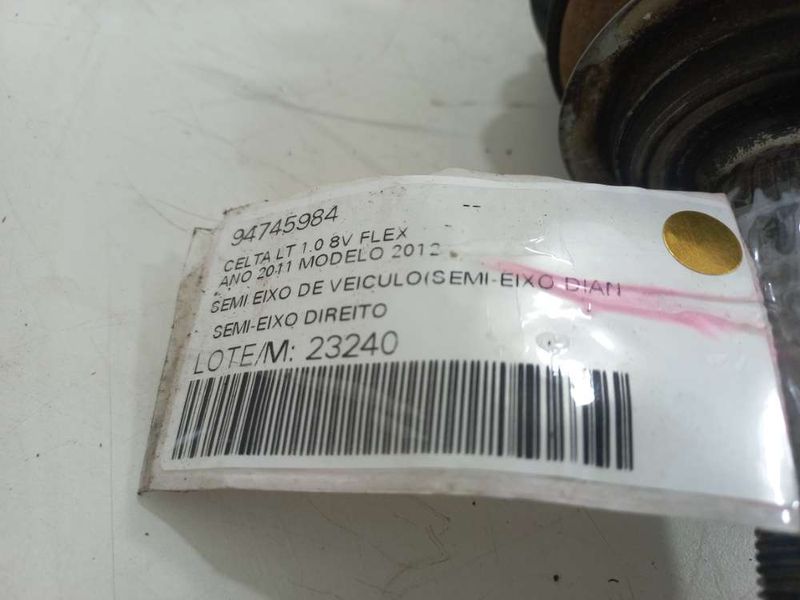 94745984 --
CELTA LT 1.0 8V FLEX
ANO 2011 MODELO 2012
SEMI EIXO DE VEICULO(SEMI-EIXO DIAN
SEMI-EIXO DIREITO
LOTE/M: 23240